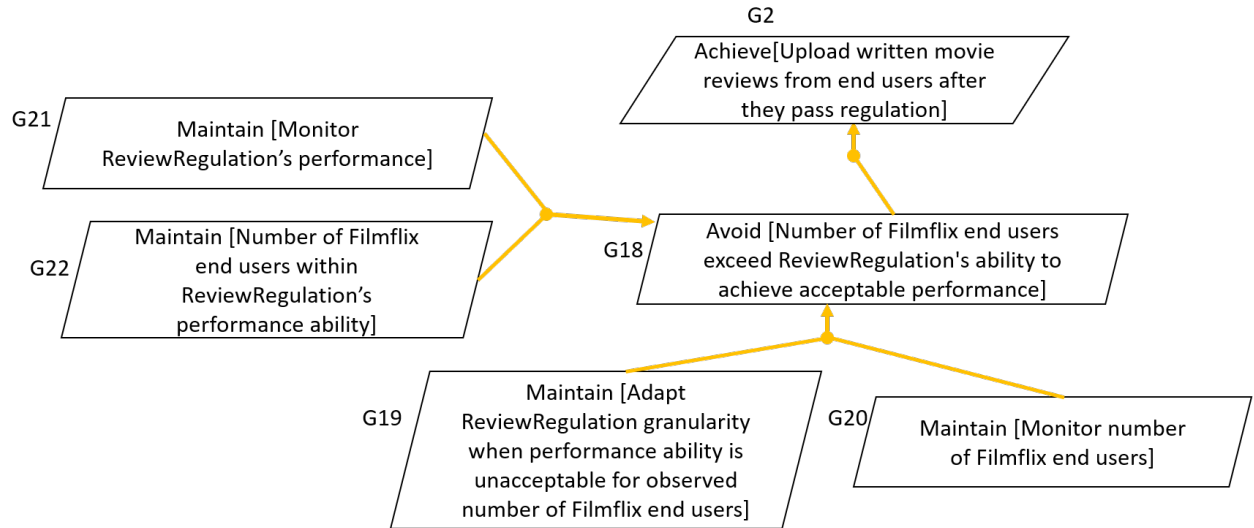 G2
Achieve[Upload written movie
reviews from end users after
they pass regulation]
G21
Maintain [Monitor
ReviewRegulation’s performance]
G22
Maintain [Number of Filmflix
end users within
ReviewRegulation’s
performance ability]
G18
Avoid [Number of Filmflix end users
exceed ReviewRegulation's ability to
achieve acceptable performance]
G19
Maintain [Adapt
ReviewRegulation granularity
when performance ability is
unacceptable for observed
number of Filmflix end users]
G20
Maintain [Monitor number
of Filmflix end users]